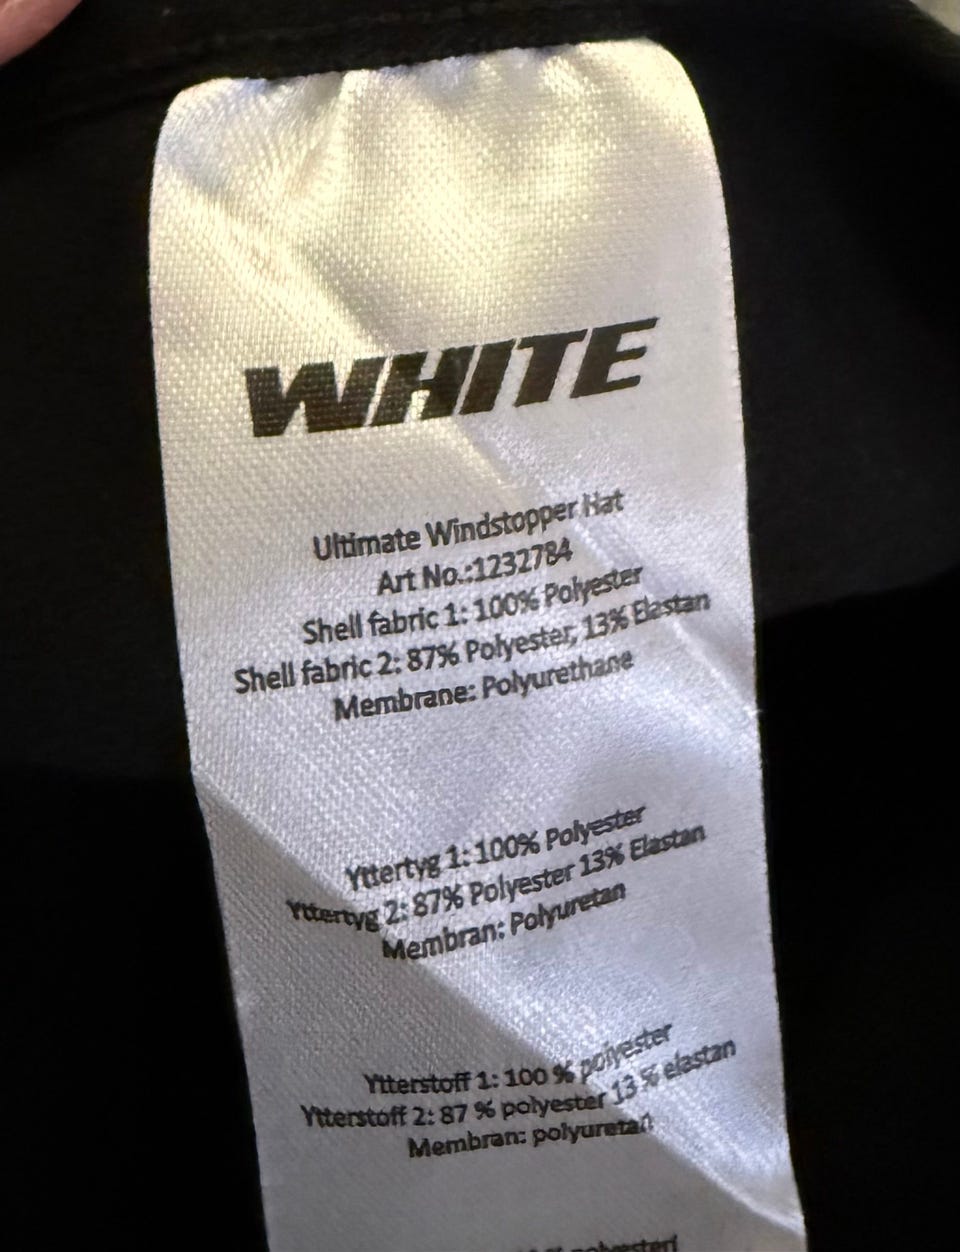 WHITE
Ultimate Windstopper Hat
Art No.:1232784
Shell fabric 1: 100% Polyester
Shell fabric 2: 87% Polyester, 13% Elastan
Membrane: Polyurethane
Yttertyg 1: 100% Polyester
Yttertyg 2: 87% Polyester 13% Elastan
Membran: Polyuretan
Ytterstoff 1: 100 % polyester
Ytterstoff 2: 87 % polyester 13 % elastan
Membran: polyuretan